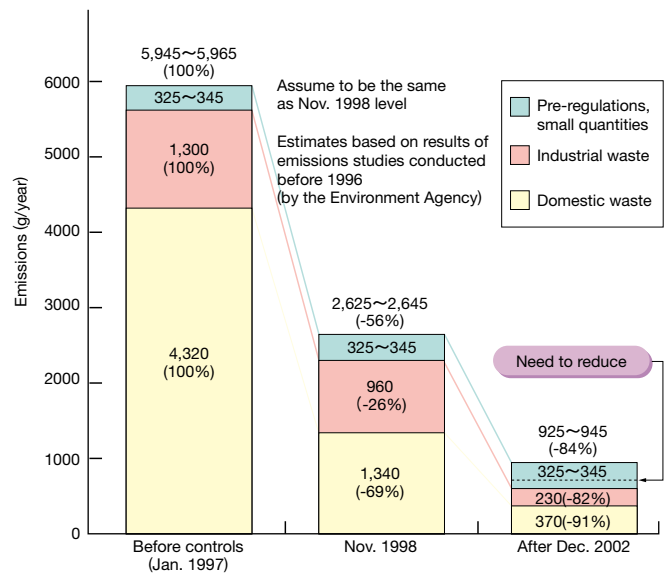 Emissions (g/year)
6000
5000
4000
3000
2000
1000
0
5,945～5,965
(100%)
325～345
1,300
(100%)
4,320
(100%)
Before controls
(Jan. 1997)
Assume to be the same
as Nov. 1998 level
Estimates based on results of
emissions studies conducted
before 1996
(by the Environment Agency)
2,625～2,645
(-56%)
325～345
960
(-26%)
1,340
(-69%)
Nov. 1998
Pre-regulations,
small quantities
Industrial waste
Domestic waste
Need to reduce
925～945
(-84%)
325～345
230(-82%)
370(-91%)
After Dec. 2002